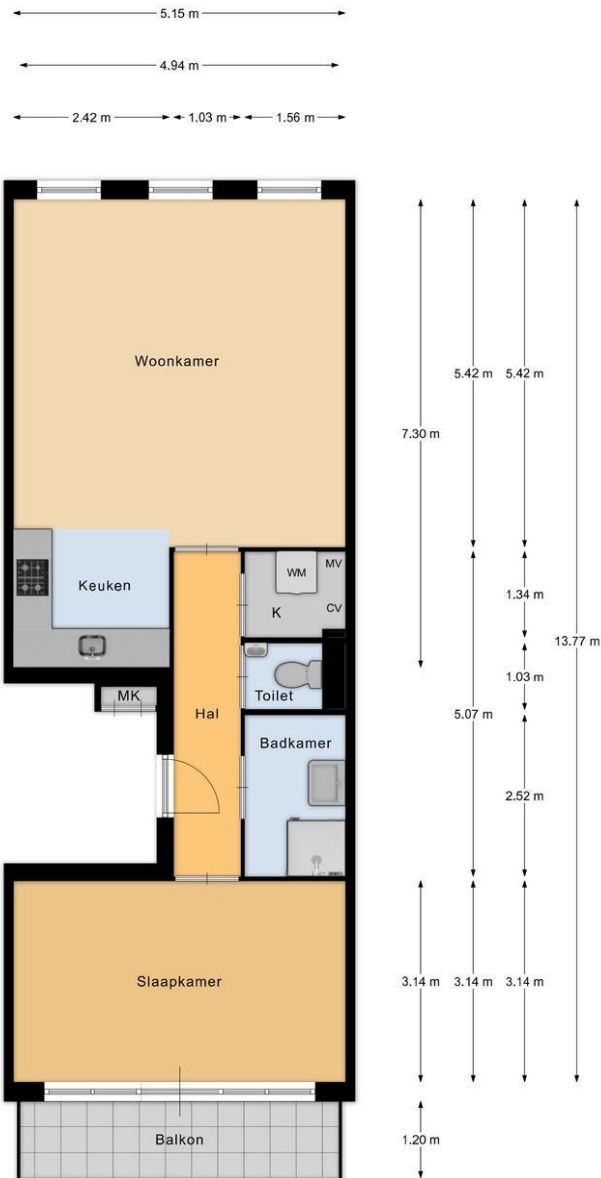 5.15 m
4.94 m
2.42 m 1.03 m 1.56 m
Woonkamer
5.42 m 5.42 m
7.30 m
Keuken
WM
MV
K
CV
1.34 m
13.77 m
Toilet
1.03 m
MK
Hal
5.07 m
Badkamer
2.52 m
Slaapkamer
3.14 m 3.14 m 3.14 m
Balkon
1.20 m